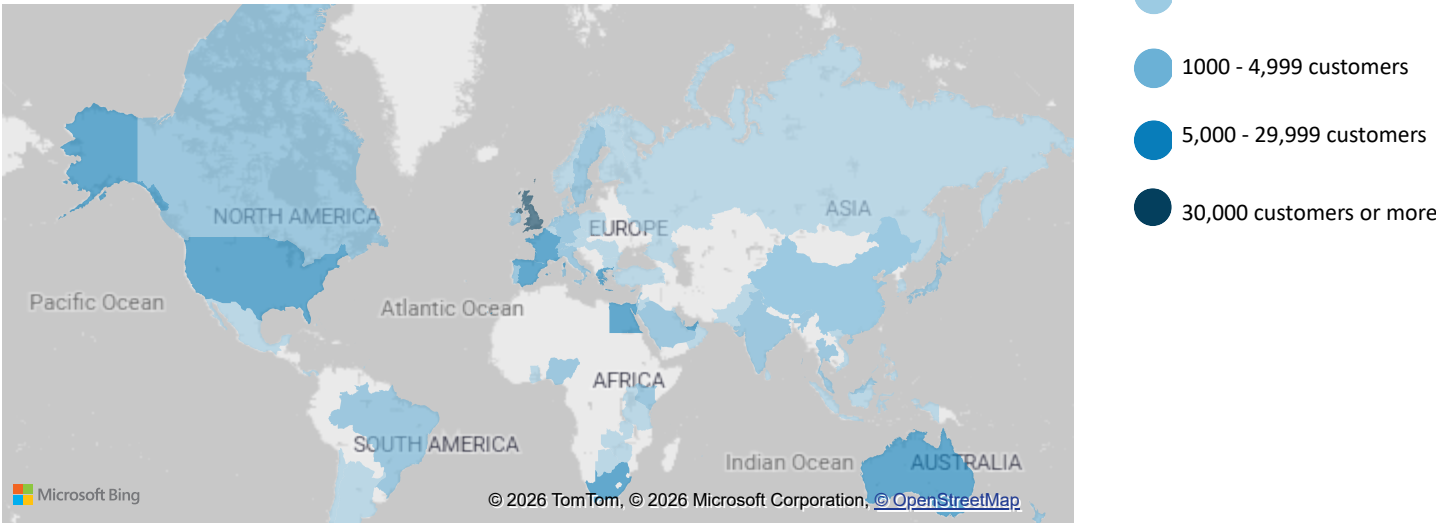 1000 - 4,999 customers
5,000 - 29,999 customers
30,000 customers or more
NORTH AMERICA
EUROPE
ASIA
Pacific Ocean
Atlantic Ocean
AFRICA
SOUTH AMERICA
Indian Ocean
AUSTRALIA
Microsoft Bing
© 2026 TomTom, © 2026 Microsoft Corporation, © OpenStreetMap